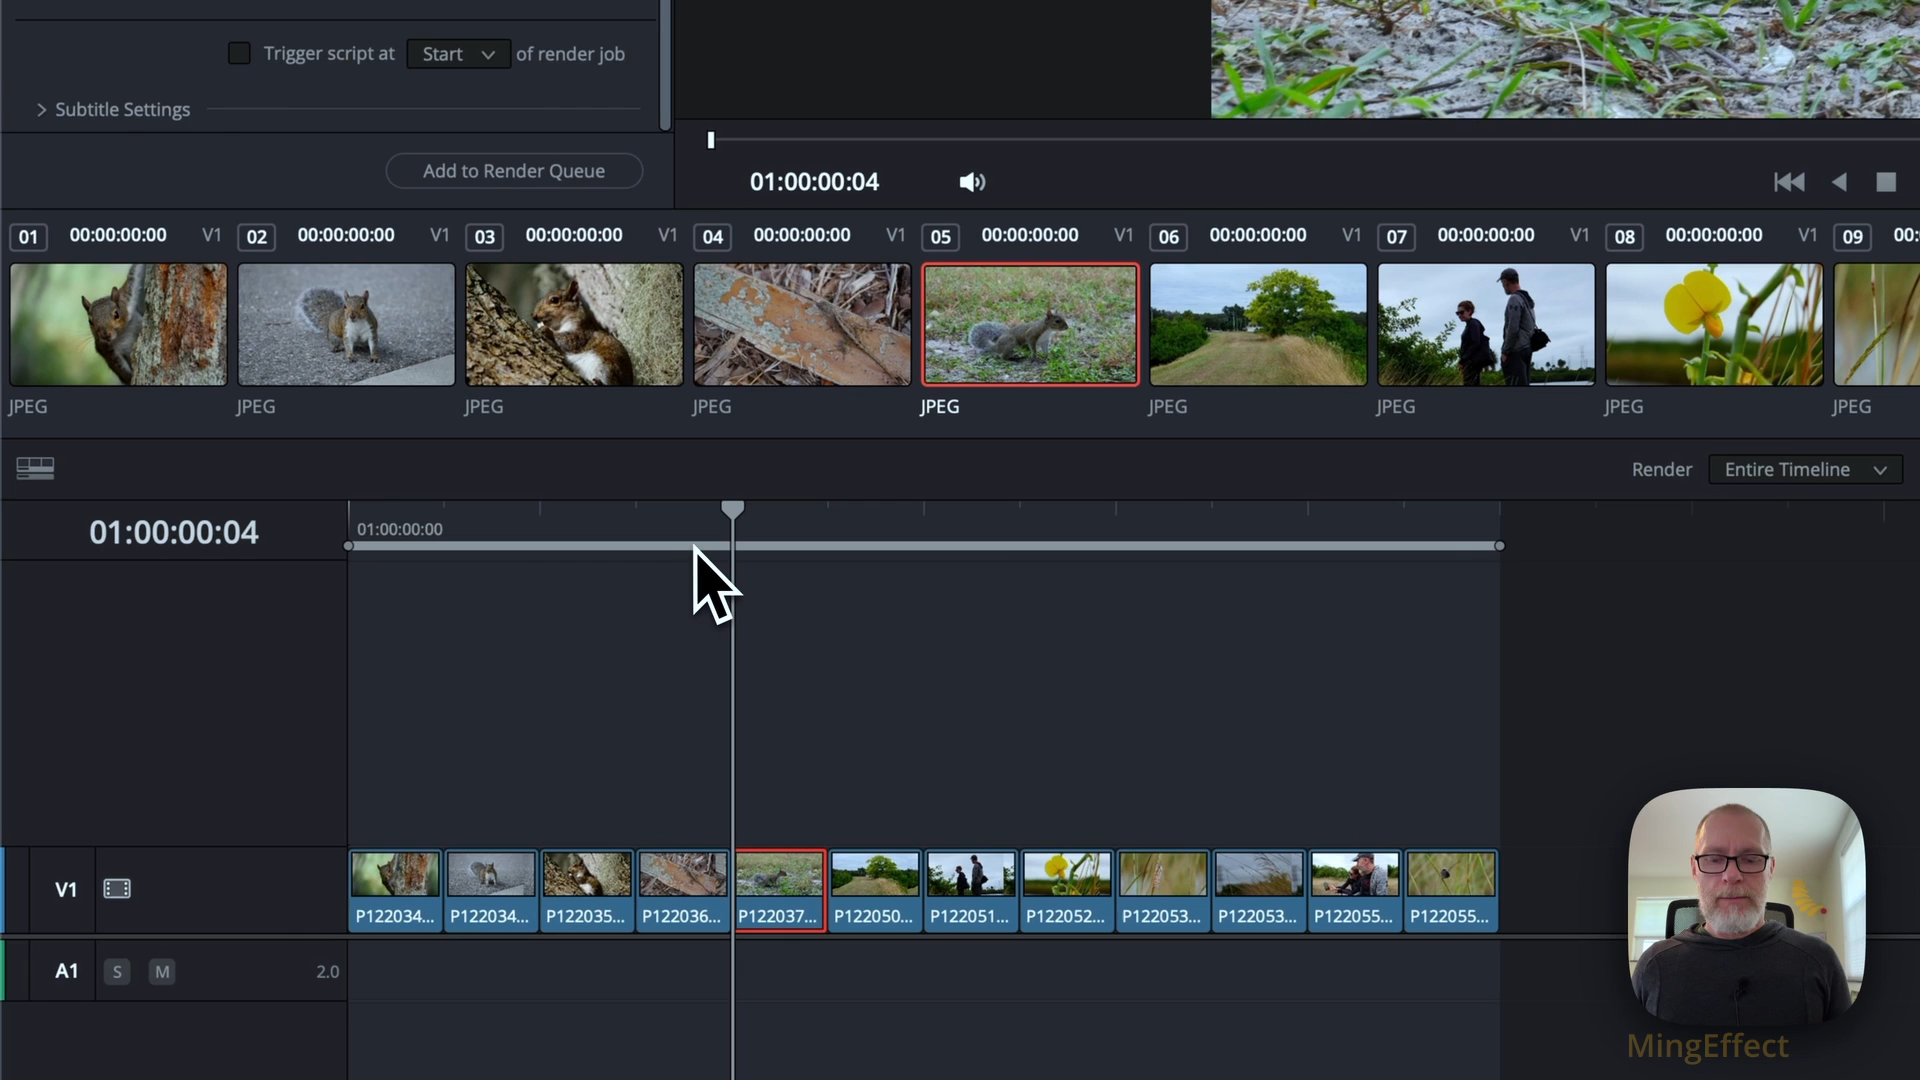 Trigger script at Start of render job
Subtitle Settings
Add to Render Queue
01:00:00:04
01 00:00:00:00 V1 02 00:00:00:00 V1 03 00:00:00:00 V1 04 00:00:00:00 V1 05 00:00:00:00 V1 06 00:00:00:00 V1 07 00:00:00:00 V1 08 00:00:00:00 V1 09 00:
JPEG JPEG JPEG JPEG JPEG JPEG JPEG JPEG JPEG
Render Entire Timeline
01:00:00:04 01:00:00:00
V1 P122034... P122034... P122035... P122036... P122037... P122050... P122051... P122052... P122053... P122053... P122055... P122055...
A1 S M 2.0
MingEffect